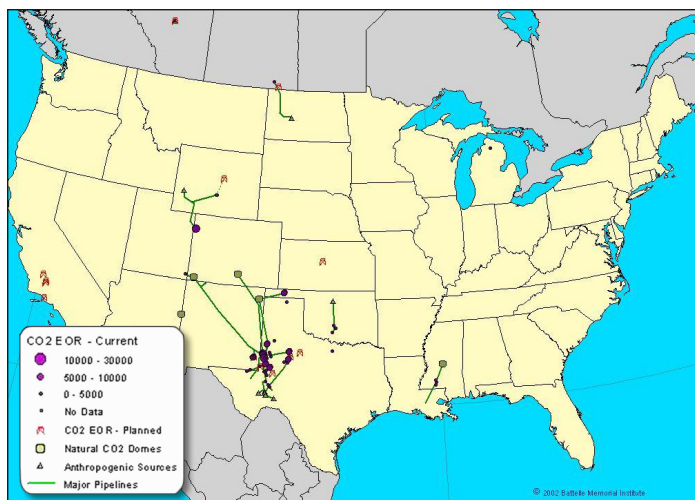 CO2 EOR - Current
10000 - 30000
5000 - 10000
0 - 5000
No Data
CO2 EOR - Planned
Natural CO2 Domes
Anthropogenic Sources
Major Pipelines
© 2002 Battelle Memorial Institute